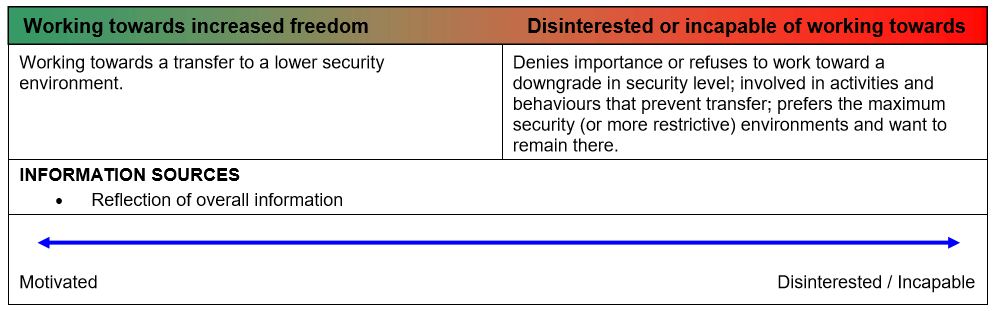 Working towards increased freedom
Disinterested or incapable of working towards
Working towards a transfer to a lower security
environment.
Denies importance or refuses to work toward a
downgrade in security level; involved in activities and
behaviours that prevent transfer; prefers the maximum
security (or more restrictive) environments and want to
remain there.
INFORMATION SOURCES
• Reflection of overall information
Motivated
Disinterested / Incapable